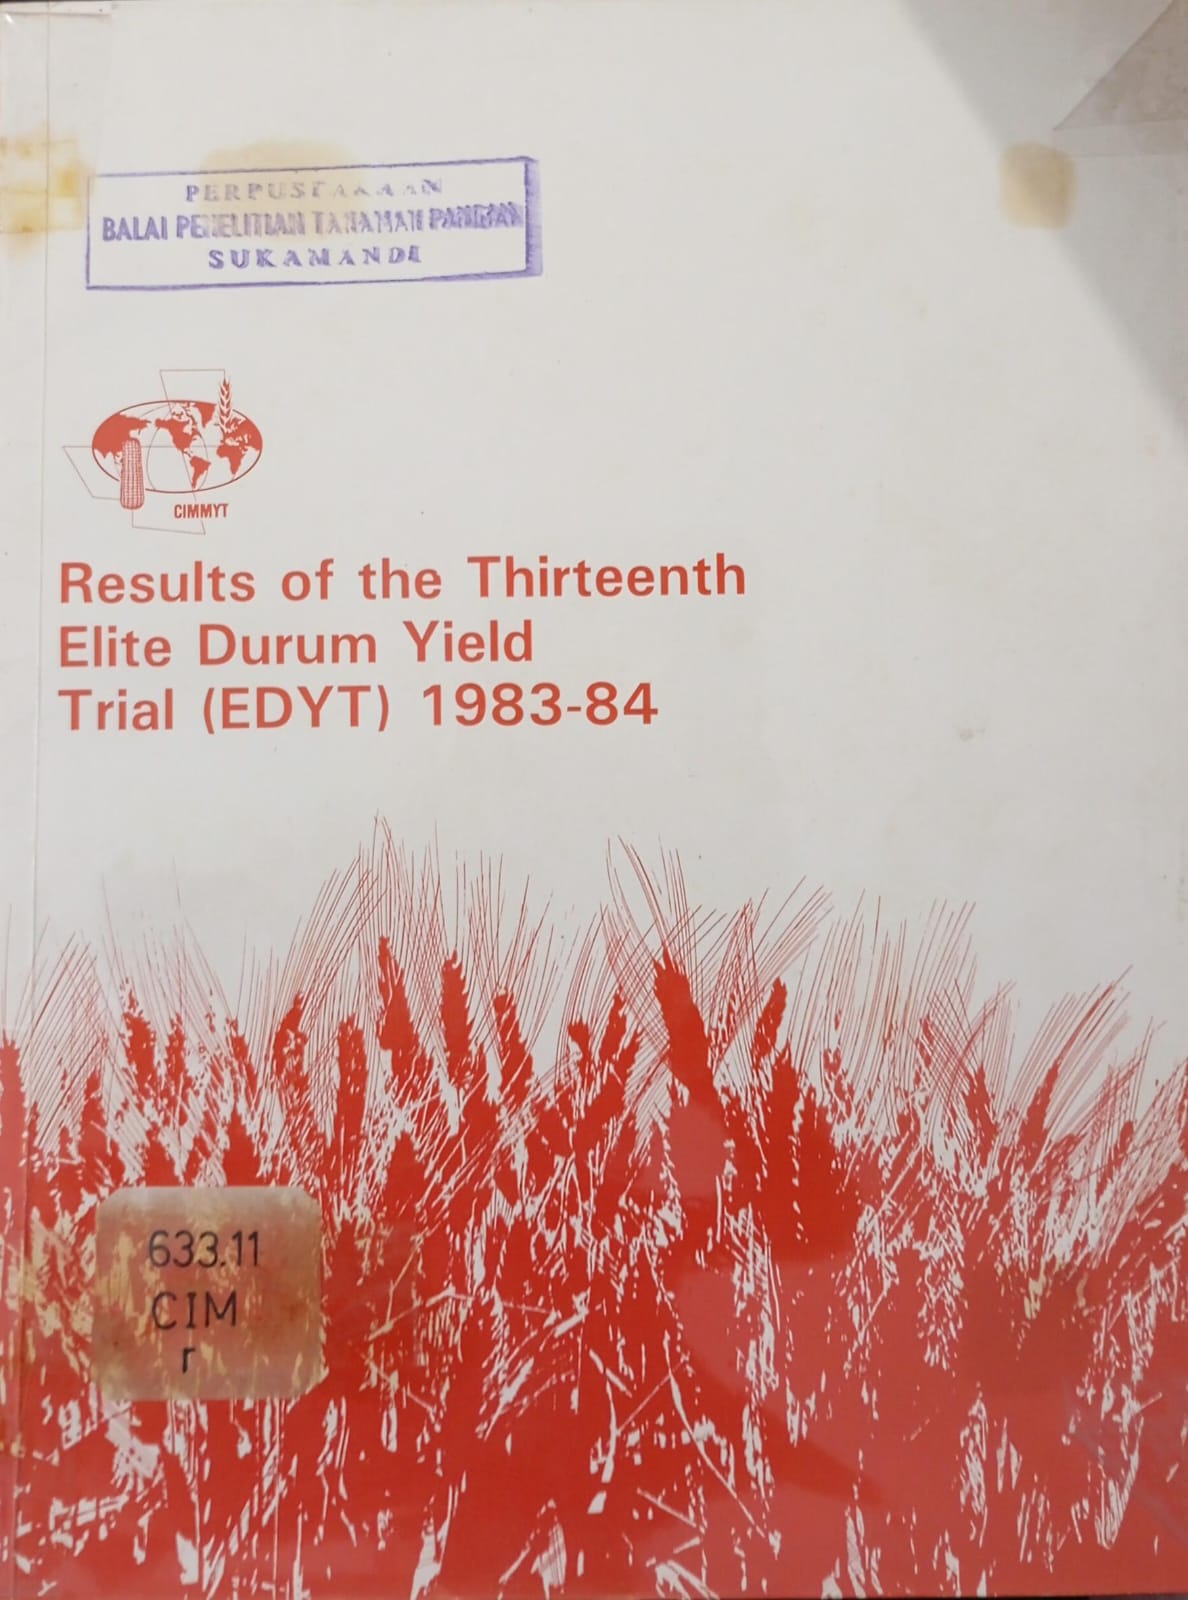 PERPUSTAKAAN
BALAI PENELITIAN TANAMAN PANGAN
SUKAMANDI
CIMMYT
Results of the Thirteenth
Elite Durum Yield
Trial (EDYT) 1983-84
633.11
CIM
r